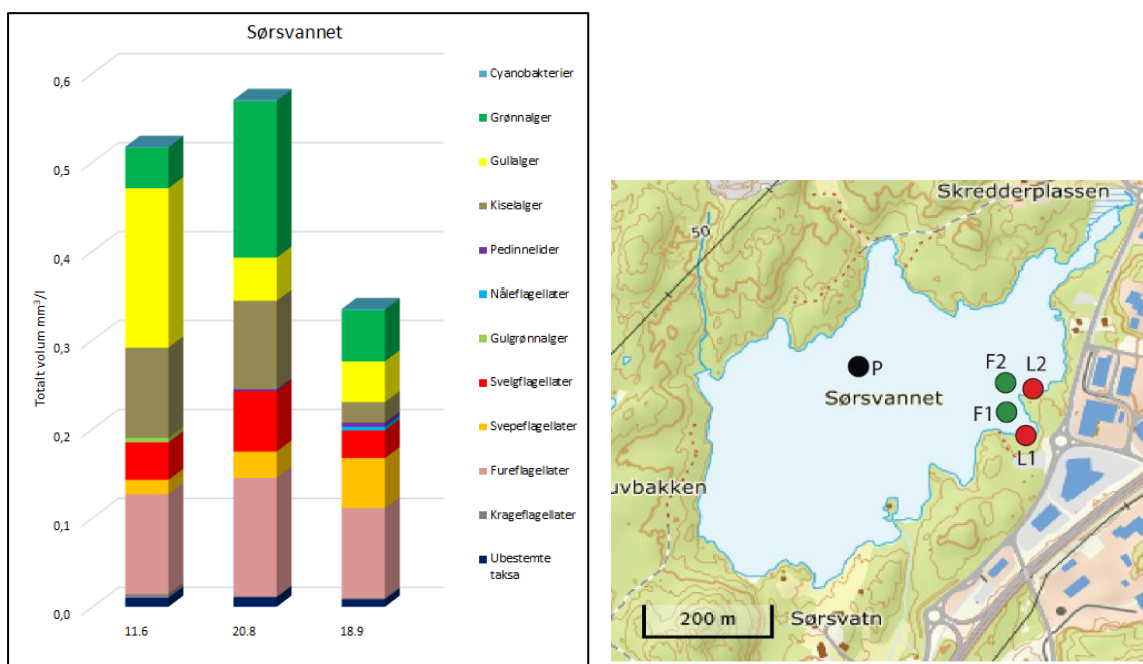 Sørsvannet
Totalt volum mm³/l
0,6
0,5
0,4
0,3
0,2
0,1
0,0
11.6
20.8
18.9
Cyanobakterier
Grønnalger
Gullalger
Kiselalger
Pedinnelider
Nåleflagellater
Gulgrønnalger
Svelgflagellater
Svepeflagellater
Fureflagellater
Krageflagellater
Ubestemte
taksa
Skredderplassen
50
P
F2
L2
Sørsvannet
F1
L1
uvbakken
200 m
Sørsvatn